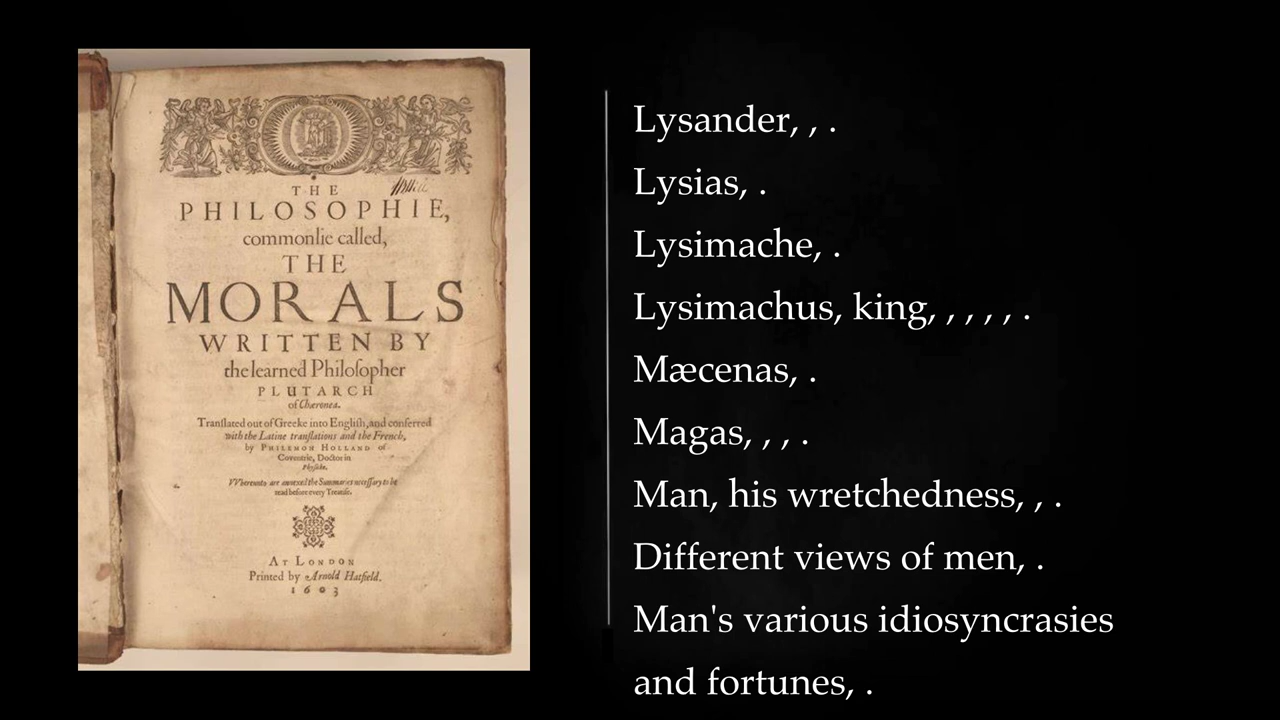 THE
PHILOSOPHIE,
commonlie called,
THE
MORALS
WRITTEN BY
the learned Philoſopher
PLUTARCH
of Chæronea.
Tranſlated out of Greeke into Engliſh, and conferred
with the Latine tranſlations and the French,
by PHILEMON HOLLAND of
Coventrie, Doctor in
Phyſicke.
VVhereunto are annexed the Summaries neceſſary to be
read before every Treatiſe.
AT LONDON
Printed by Arnold Hatfield.
1603
Lysander, , .
Lysias, .
Lysimache, .
Lysimachus, king, , , , , .
Mæcenas, .
Magas, , , .
Man, his wretchedness, , .
Different views of men, .
Man's various idiosyncrasies
and fortunes, .